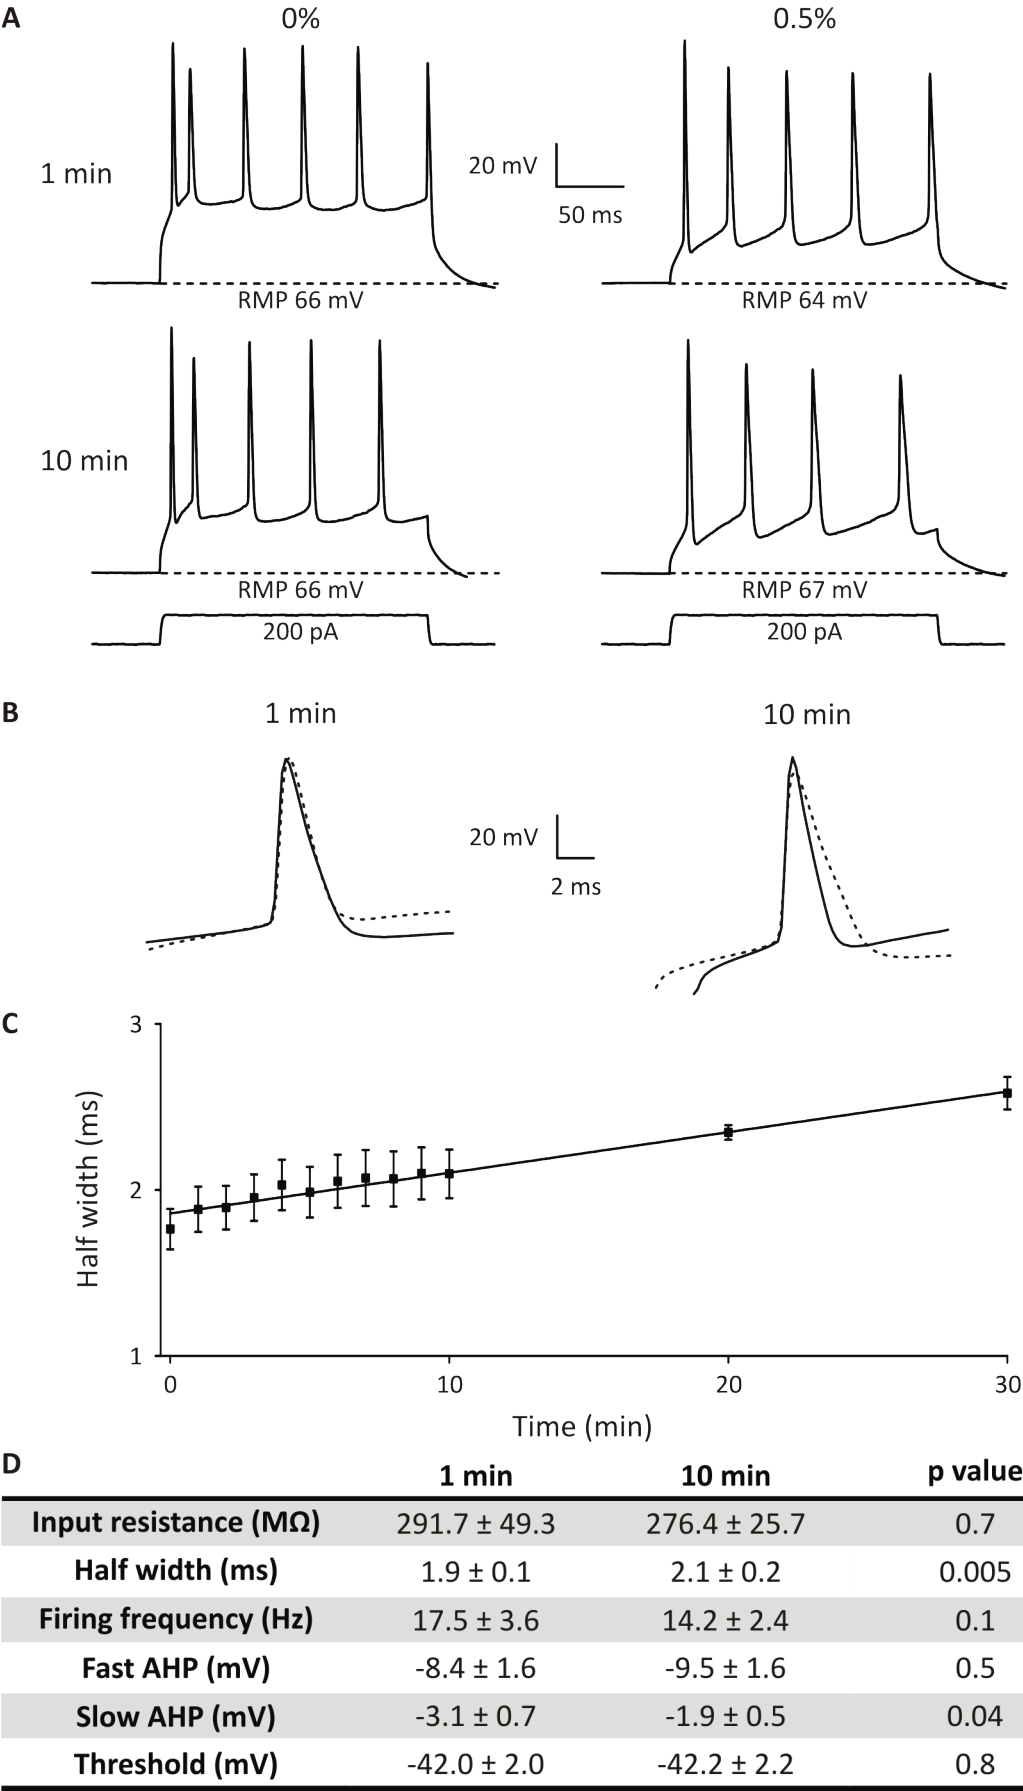 A
0%
0.5%
1 min
20 mV
50 ms
RMP 66 mV
RMP 64 mV
10 min
RMP 66 mV
RMP 67 mV
200 pA
200 pA
B
1 min
10 min
20 mV
2 ms
C
3
2
1
Half width (ms)
0
10
20
30
Time (min)
D
1 min 10 min p value
Input resistance (MΩ) 291.7 ± 49.3 276.4 ± 25.7 0.7
Half width (ms) 1.9 ± 0.1 2.1 ± 0.2 0.005
Firing frequency (Hz) 17.5 ± 3.6 14.2 ± 2.4 0.1
Fast AHP (mV) -8.4 ± 1.6 -9.5 ± 1.6 0.5
Slow AHP (mV) -3.1 ± 0.7 -1.9 ± 0.5 0.04
Threshold (mV) -42.0 ± 2.0 -42.2 ± 2.2 0.8